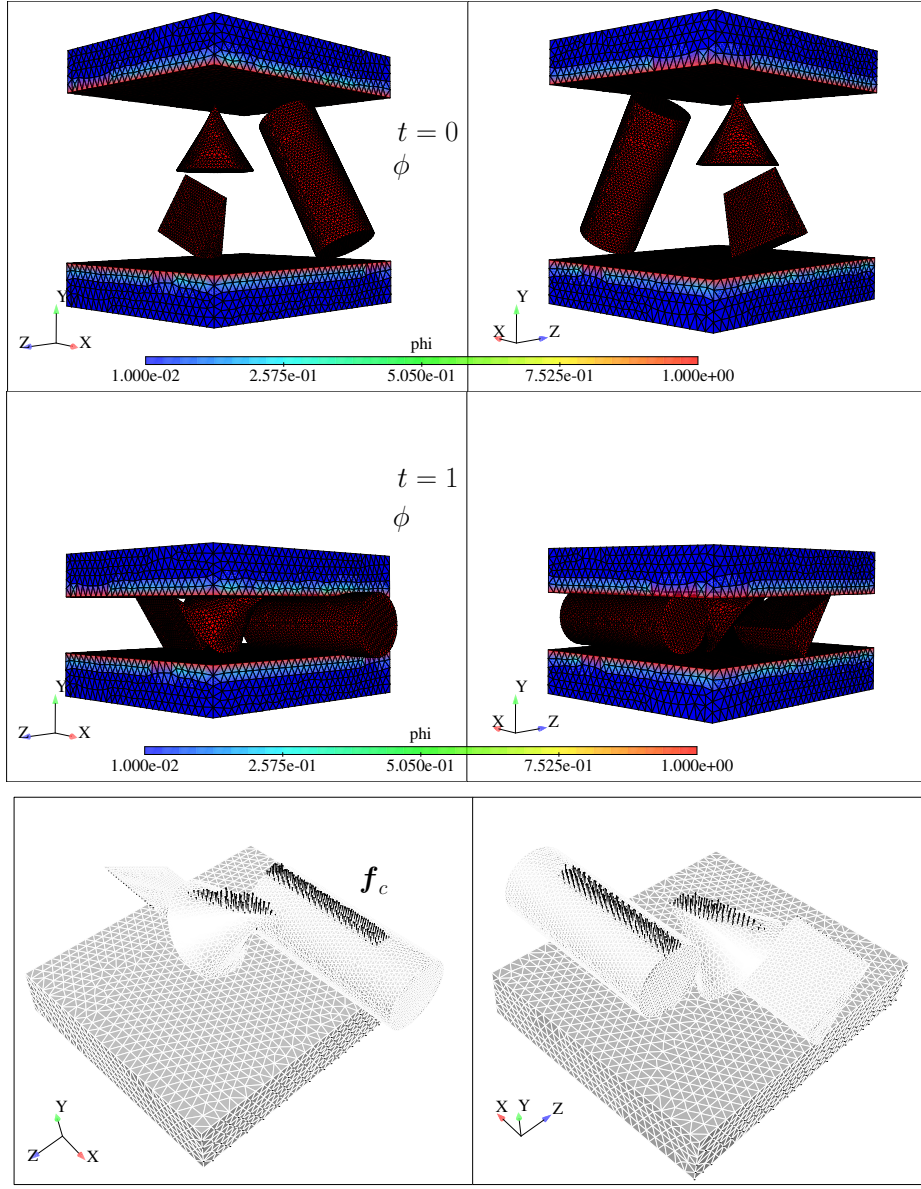 t = 0
ϕ
Y
Z X
Y
X Z
phi
1.000e-02 2.575e-01 5.050e-01 7.525e-01 1.000e+00
t = 1
ϕ
Y
Z X
Y
X Z
phi
1.000e-02 2.575e-01 5.050e-01 7.525e-01 1.000e+00
f_c
Y
Z X
X Y Z